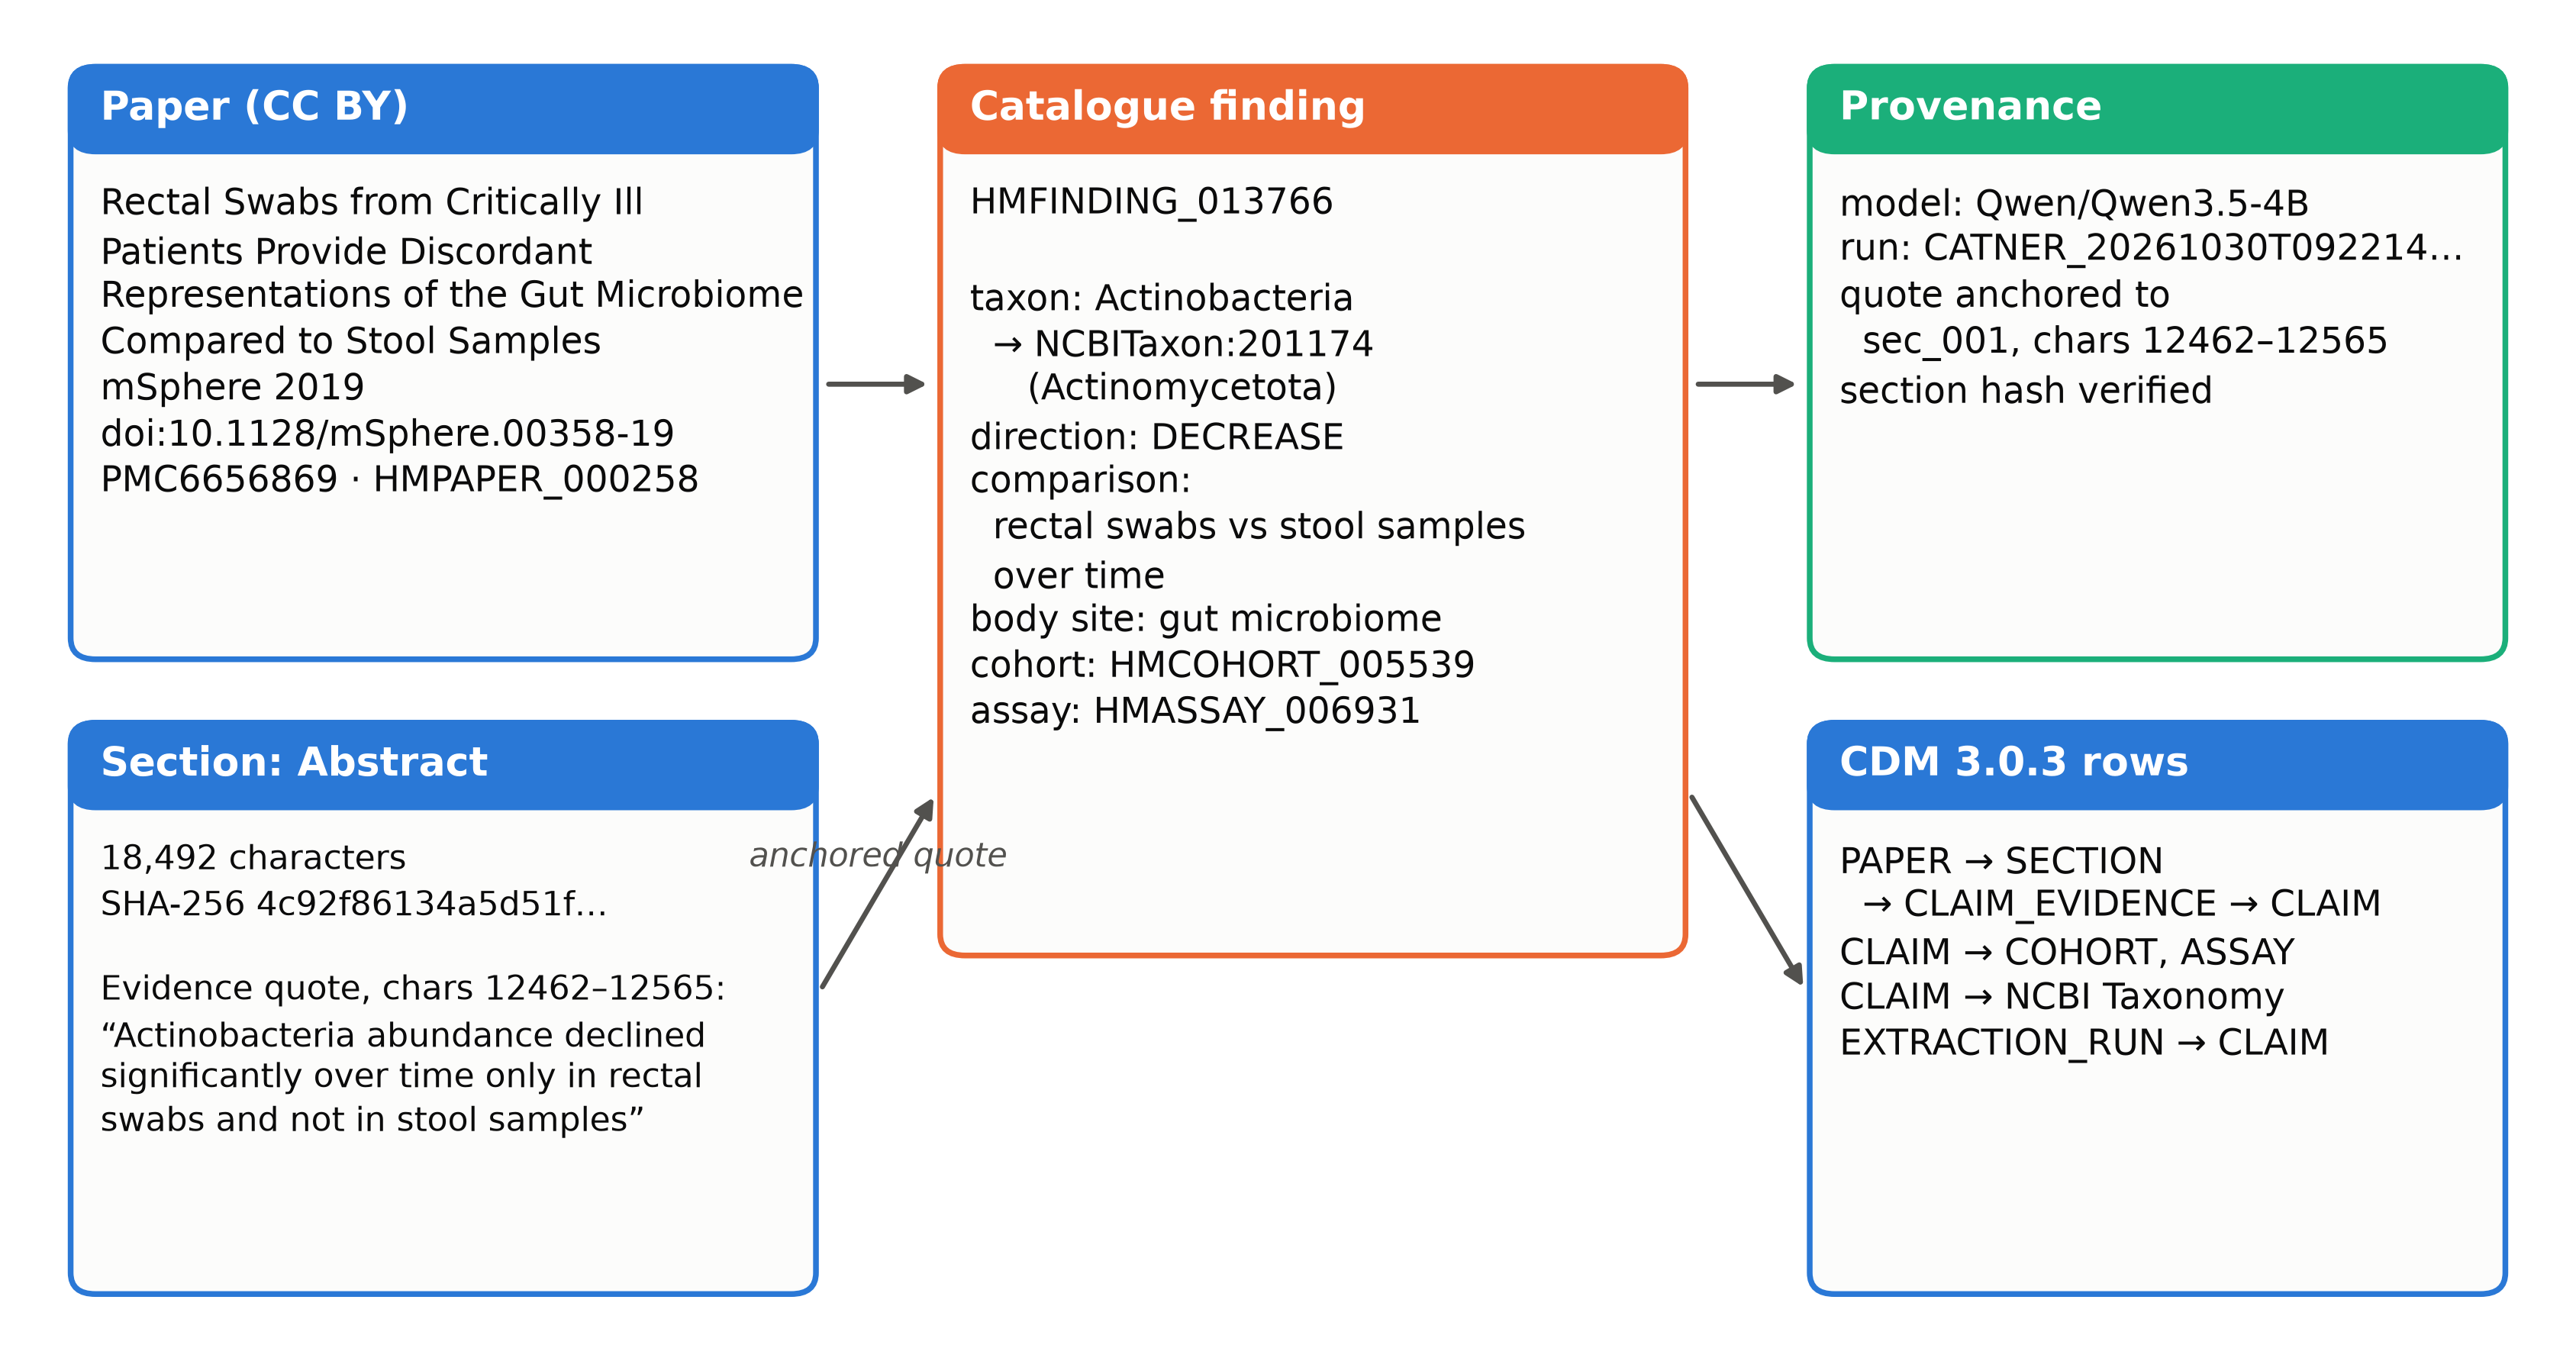 Paper (CC BY)
Rectal Swabs from Critically Ill
Patients Provide Discordant
Representations of the Gut Microbiome
Compared to Stool Samples
mSphere 2019
doi:10.1128/mSphere.00358-19
PMC6656869 · HMPAPER_000258
Section: Abstract
18,492 characters
SHA-256 4c92f86134a5d51f…
Evidence quote, chars 12462–12565:
“Actinobacteria abundance declined
significantly over time only in rectal
swabs and not in stool samples”
anchored quote
Catalogue finding
HMFINDING_013766
taxon: Actinobacteria
→ NCBITaxon:201174
(Actinomycetota)
direction: DECREASE
comparison:
rectal swabs vs stool samples
over time
body site: gut microbiome
cohort: HMCOHORT_005539
assay: HMASSAY_006931
Provenance
model: Qwen/Qwen3.5-4B
run: CATNER_20261030T092214…
quote anchored to
sec_001, chars 12462–12565
section hash verified
CDM 3.0.3 rows
PAPER → SECTION
→ CLAIM_EVIDENCE → CLAIM
CLAIM → COHORT, ASSAY
CLAIM → NCBI Taxonomy
EXTRACTION_RUN → CLAIM